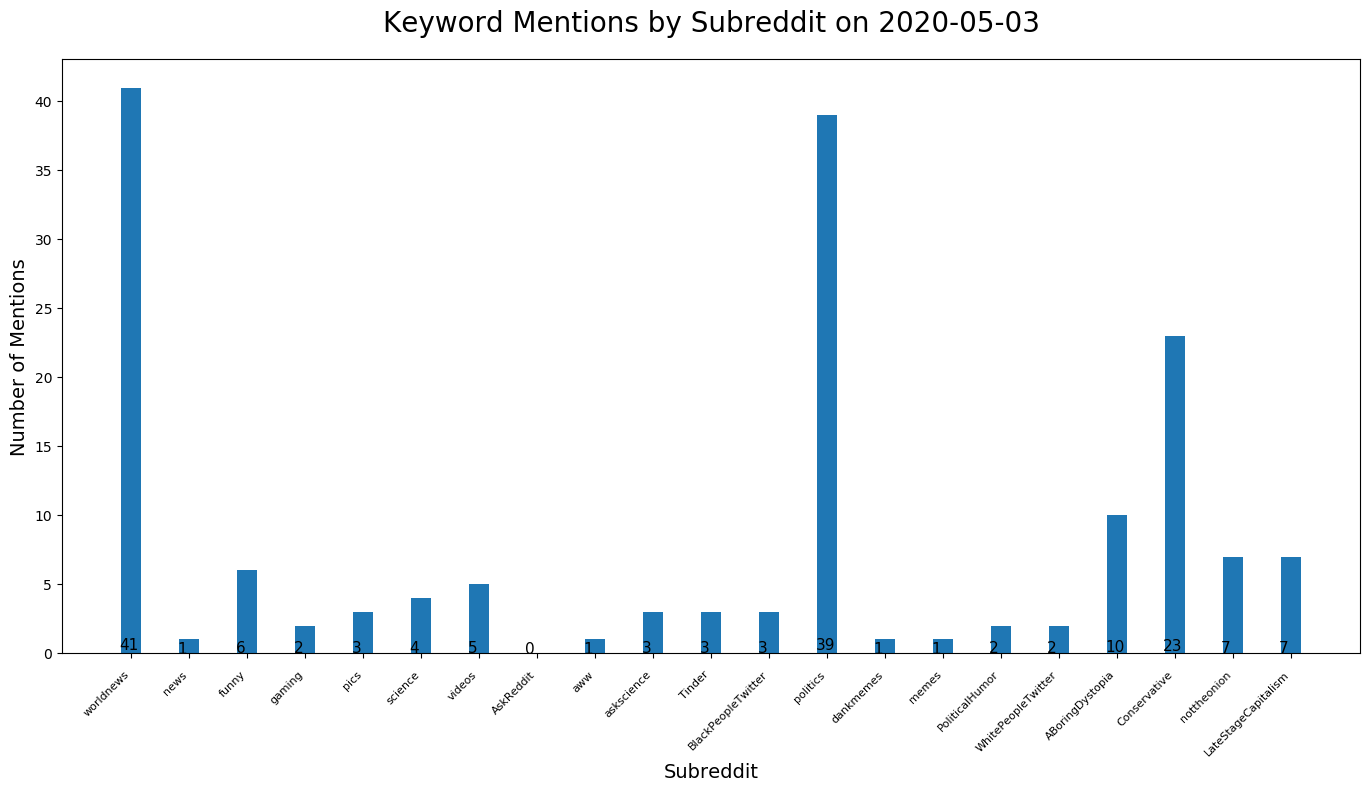 Keyword Mentions by Subreddit on 2020-05-03
Number of Mentions
40
35
30
25
20
15
10
5
0
41
1
6
2
3
4
5
0
1
3
3
3
39
1
1
2
2
10
23
7
7
worldnews
news
funny
gaming
pics
science
videos
AskReddit
aww
askscience
Tinder
BlackPeopleTwitter
politics
dankmemes
memes
PoliticalHumor
WhitePeopleTwitter
ABoringDystopia
Conservative
nottheonion
LateStageCapitalism
Subreddit